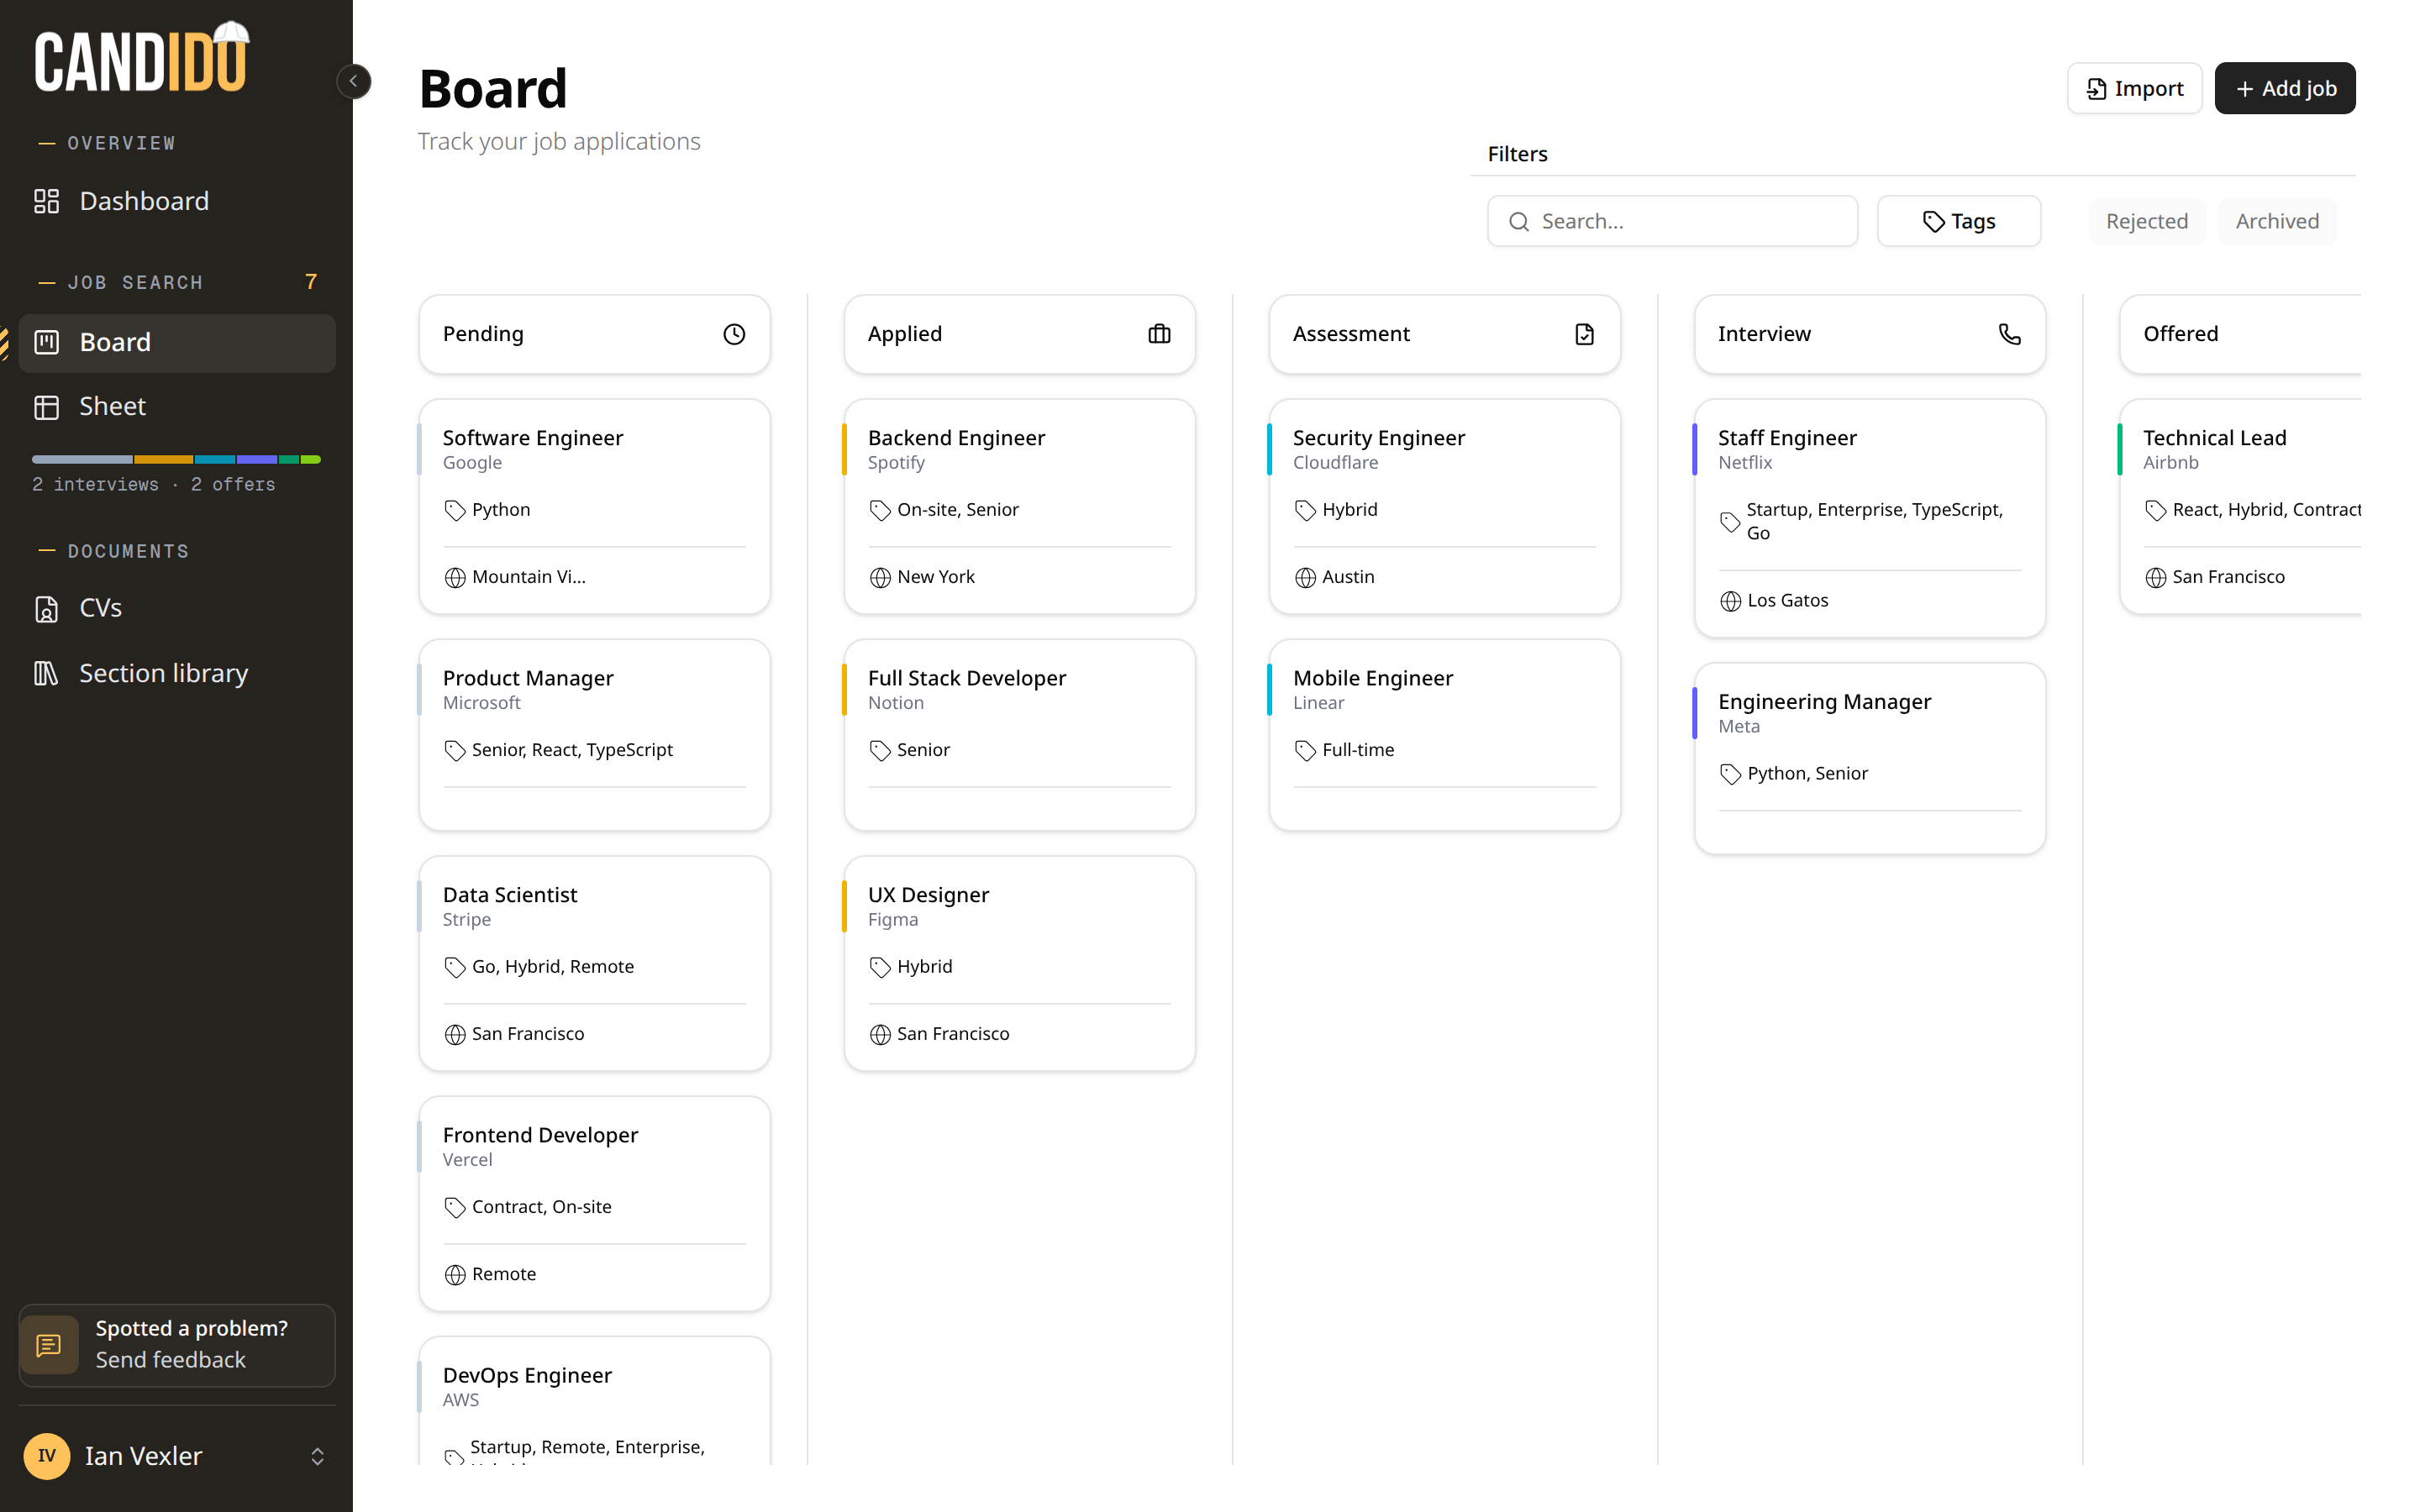 CANDIDO
OVERVIEW
Dashboard
JOB SEARCH 7
Board
Sheet
2 interviews · 2 offers
DOCUMENTS
CVs
Section library
Spotted a problem?
Send feedback
IV Ian Vexler
Board
Track your job applications
Import
Add job
Filters
Search...
Tags
Rejected
Archived
Pending
Software Engineer
Google
Python
Mountain Vi...
Product Manager
Microsoft
Senior, React, TypeScript
Data Scientist
Stripe
Go, Hybrid, Remote
San Francisco
Frontend Developer
Vercel
Contract, On-site
Remote
DevOps Engineer
AWS
Startup, Remote, Enterprise,
Applied
Backend Engineer
Spotify
On-site, Senior
New York
Full Stack Developer
Notion
Senior
UX Designer
Figma
Hybrid
San Francisco
Assessment
Security Engineer
Cloudflare
Hybrid
Austin
Mobile Engineer
Linear
Full-time
Interview
Staff Engineer
Netflix
Startup, Enterprise, TypeScript,
Go
Los Gatos
Engineering Manager
Meta
Python, Senior
Offered
Technical Lead
Airbnb
React, Hybrid, Contract
San Francisco